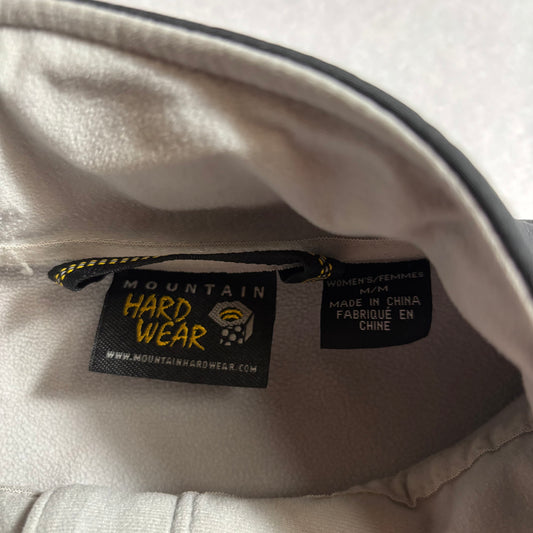 MOUNTAIN
HARD
WEAR
WWW.MOUNTAINHARDWEAR.COM
WOMEN'S/FEMMES
M/M
MADE IN CHINA
FABRIQUÉ EN
CHINE